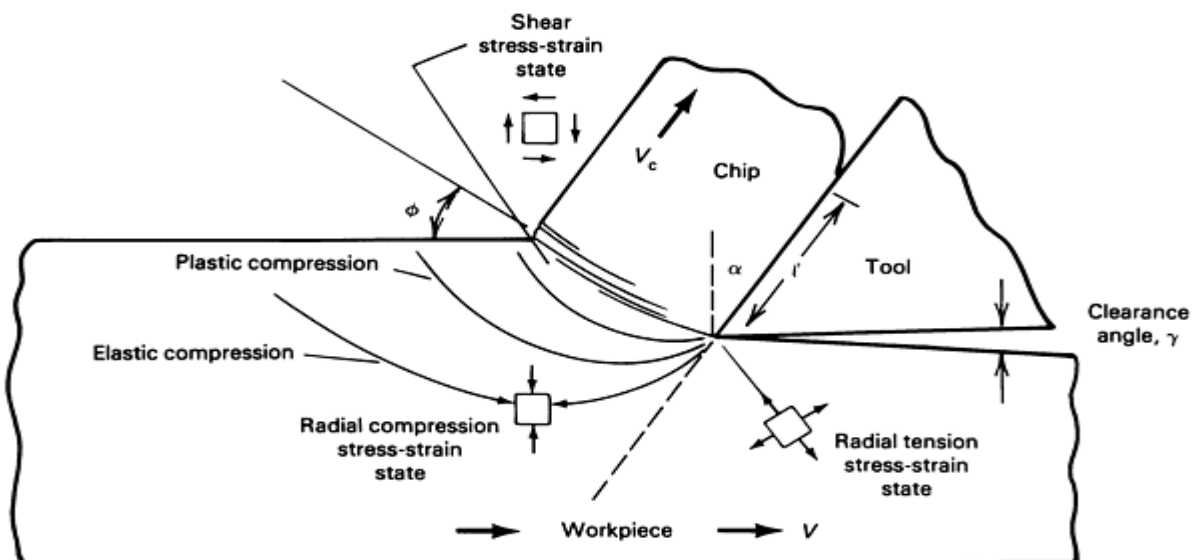 Shear
stress-strain
state
V_c
Chip
ϕ
Plastic compression
α
Tool
Clearance
angle, γ
Elastic compression
Radial compression
stress-strain
state
Radial tension
stress-strain
state
Workpiece
V